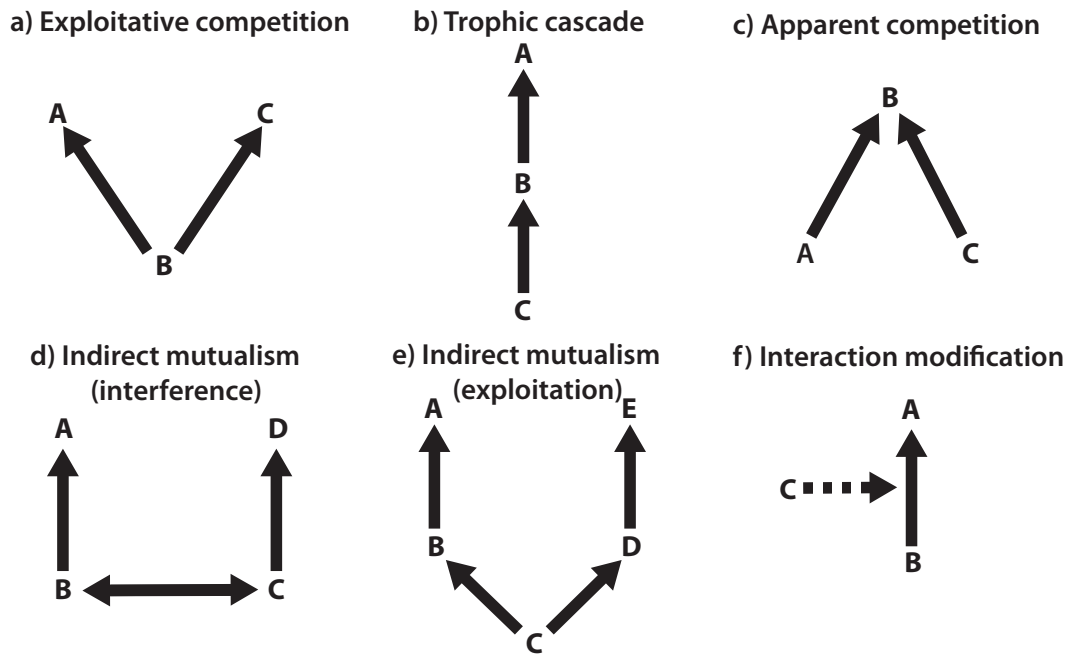 a) Exploitative competition
A
C
B
b) Trophic cascade
A
B
C
c) Apparent competition
B
A
C
d) Indirect mutualism
(interference)
A
D
B
C
e) Indirect mutualism
(exploitation)
A
E
B
D
C
f) Interaction modification
A
C
B